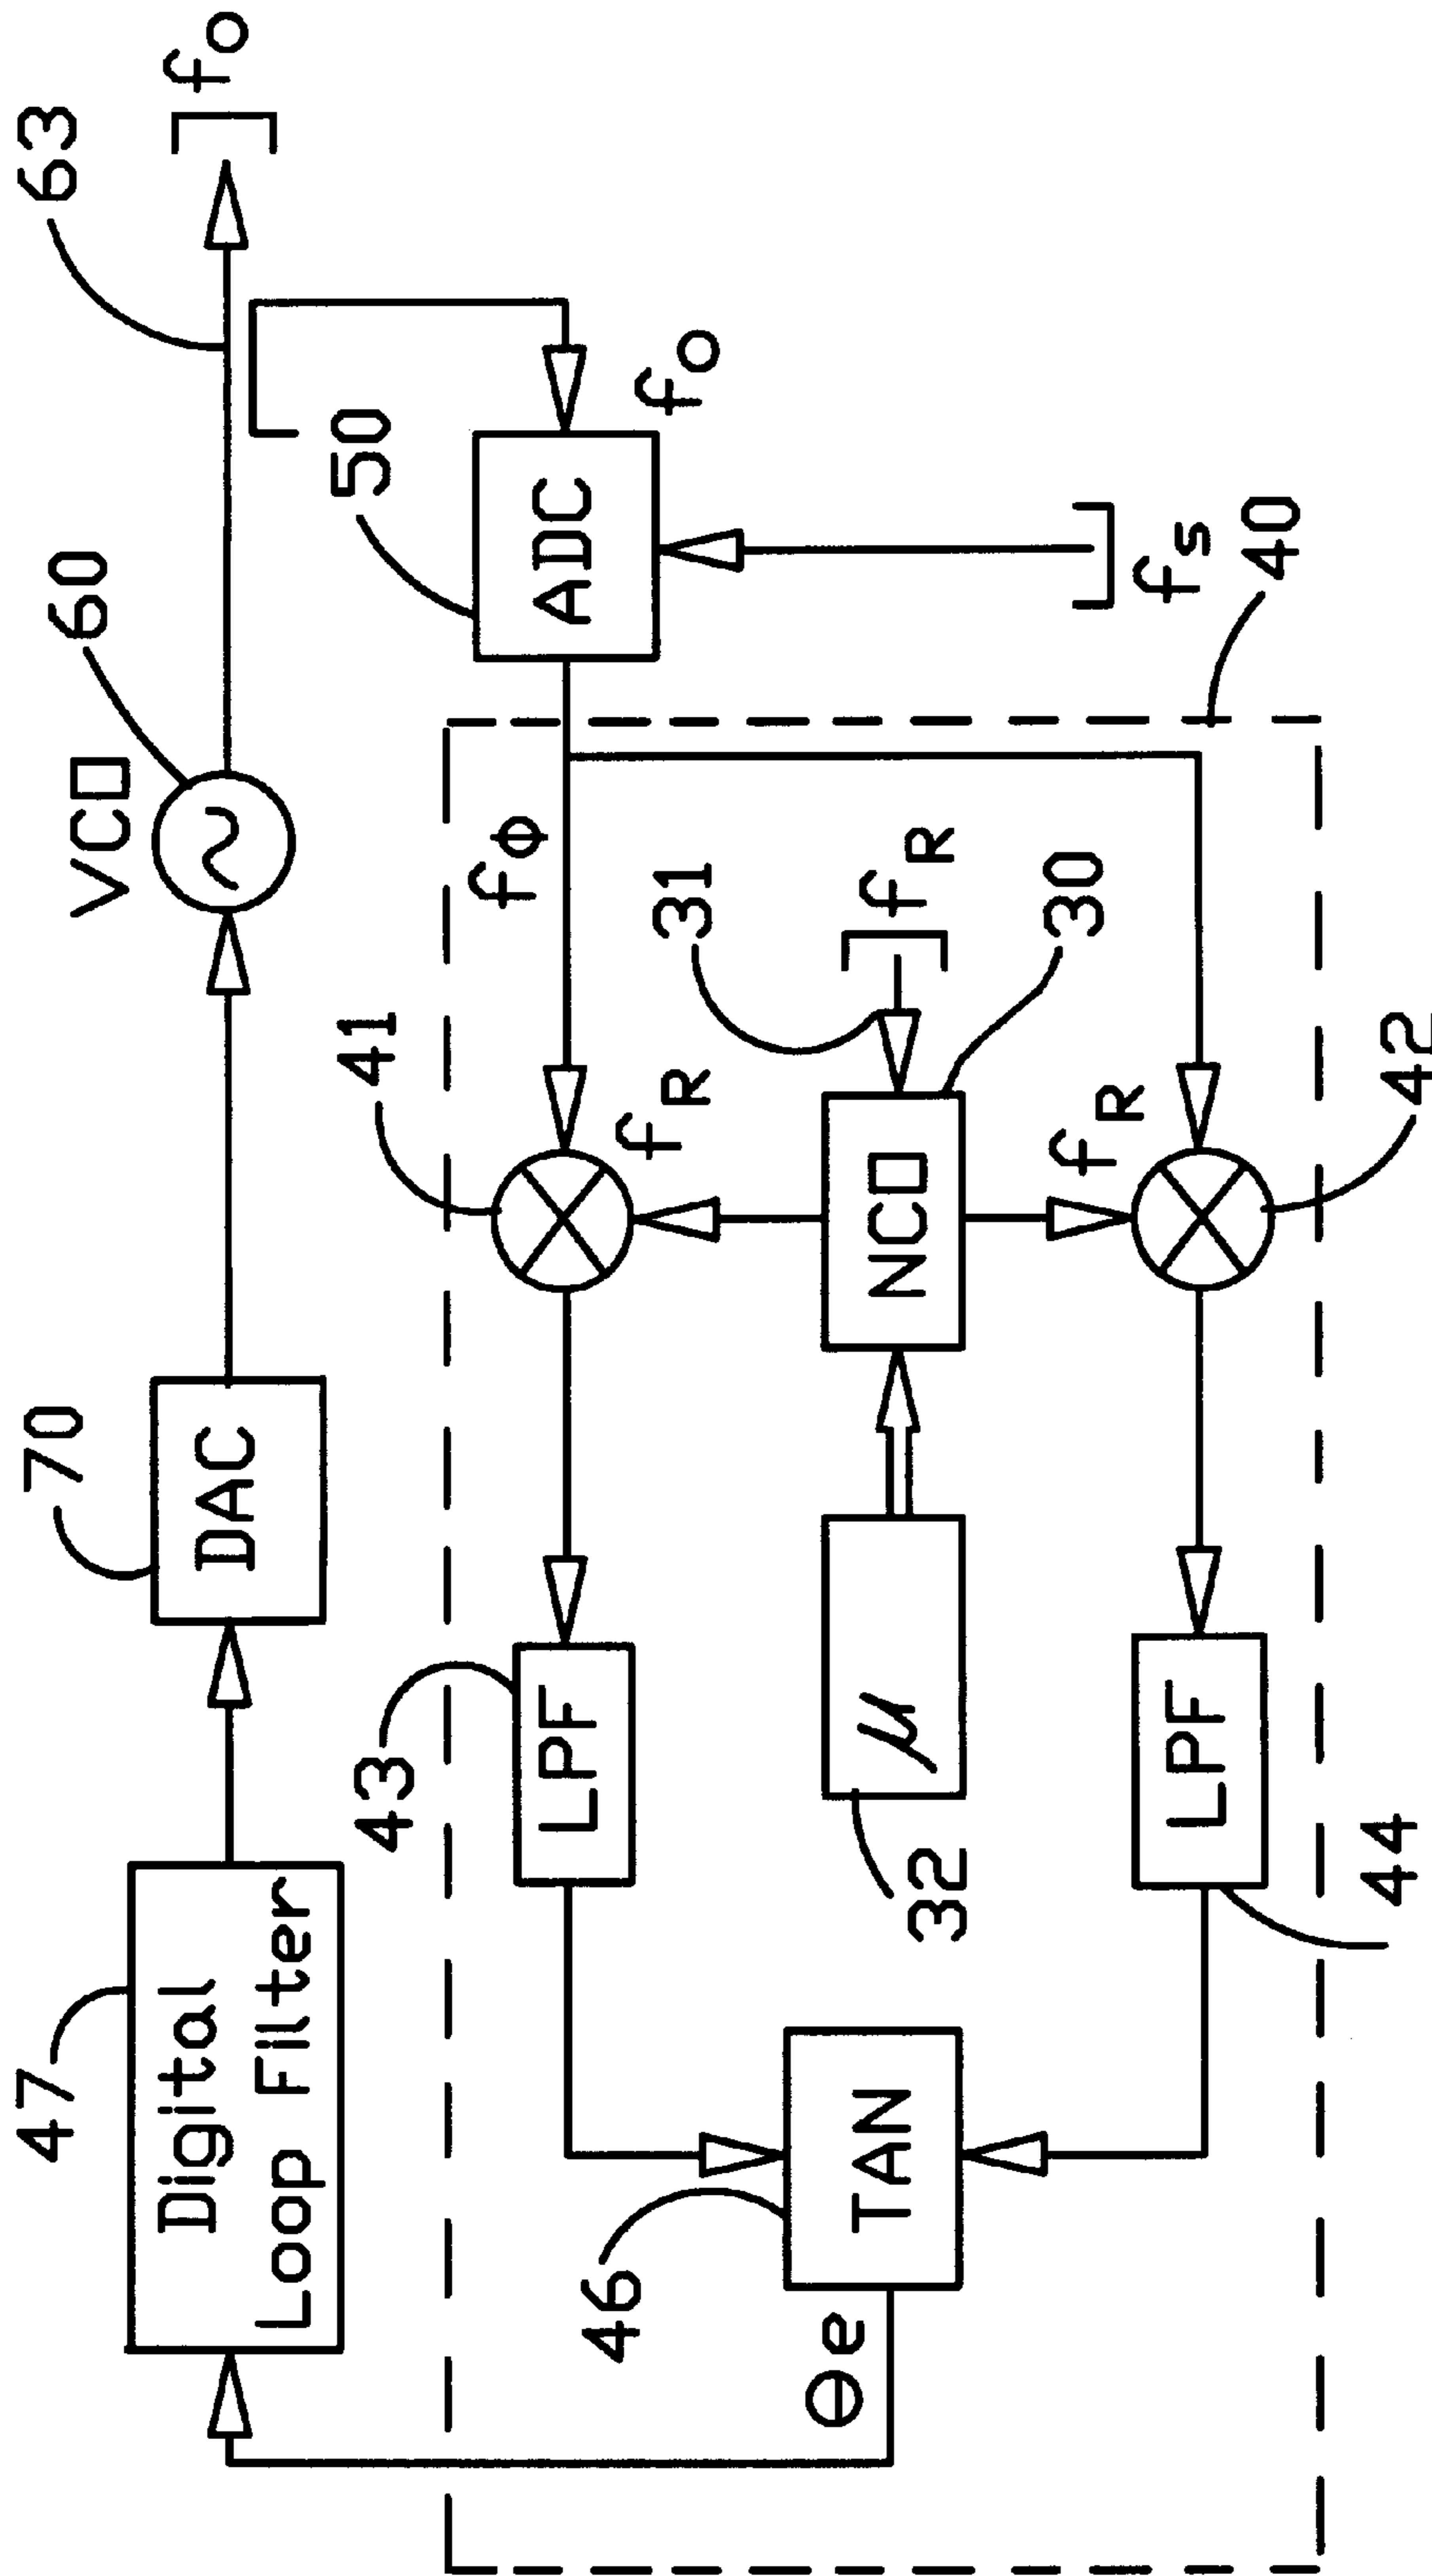 47
Digital
Loop Filter
70
DAC
VCO
60
63
fO
50
ADC
fO
fS
40
fΦ
41
fR
31
fR
NCO
30
fR
42
43
LPF
μ
32
LPF
44
TAN
46
Θe